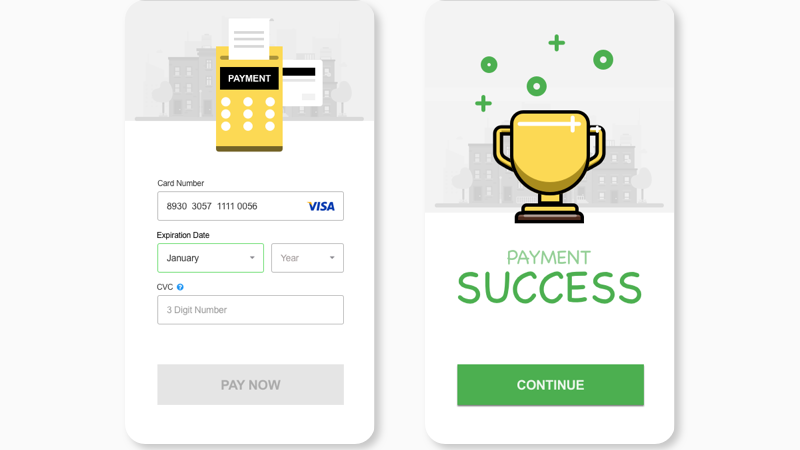 PAYMENT
Card Number
8930 3057 1111 0056 VISA
Expiration Date
January Year
CVC ?
3 Digit Number
PAY NOW
PAYMENT
SUCCESS
CONTINUE